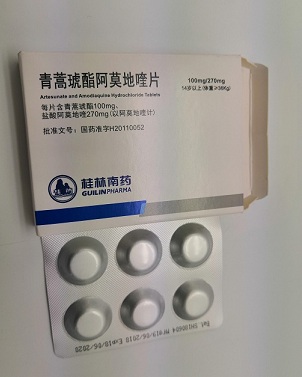 青蒿琥酯阿莫地喹片
Artesunate and Amodiaquine Hydrochloride Tablets
100mg/270mg
14岁以上(体重≥36Kg)
每片含青蒿琥酯100mg、
盐酸阿莫地喹270mg(以阿莫地喹计)
批准文号：国药准字H20110052
桂林南药
GUILINPHARMA